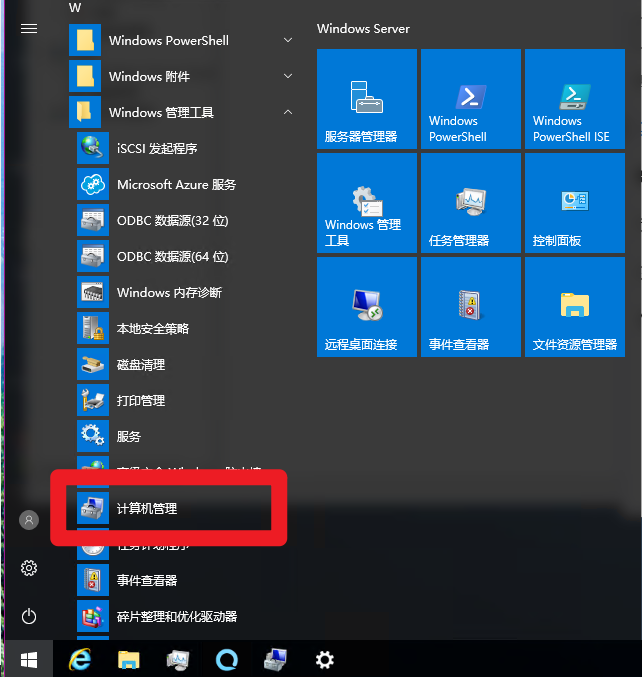 W
Windows PowerShell
Windows 附件
Windows 管理工具
iSCSI 发起程序
Microsoft Azure 服务
ODBC 数据源(32 位)
ODBC 数据源(64 位)
Windows 内存诊断
本地安全策略
磁盘清理
打印管理
服务
计算机管理
事件查看器
碎片整理和优化驱动器
Windows Server
服务器管理器
Windows
PowerShell
Windows
PowerShell ISE
Windows 管理
工具
任务管理器
控制面板
远程桌面连接
事件查看器
文件资源管理器